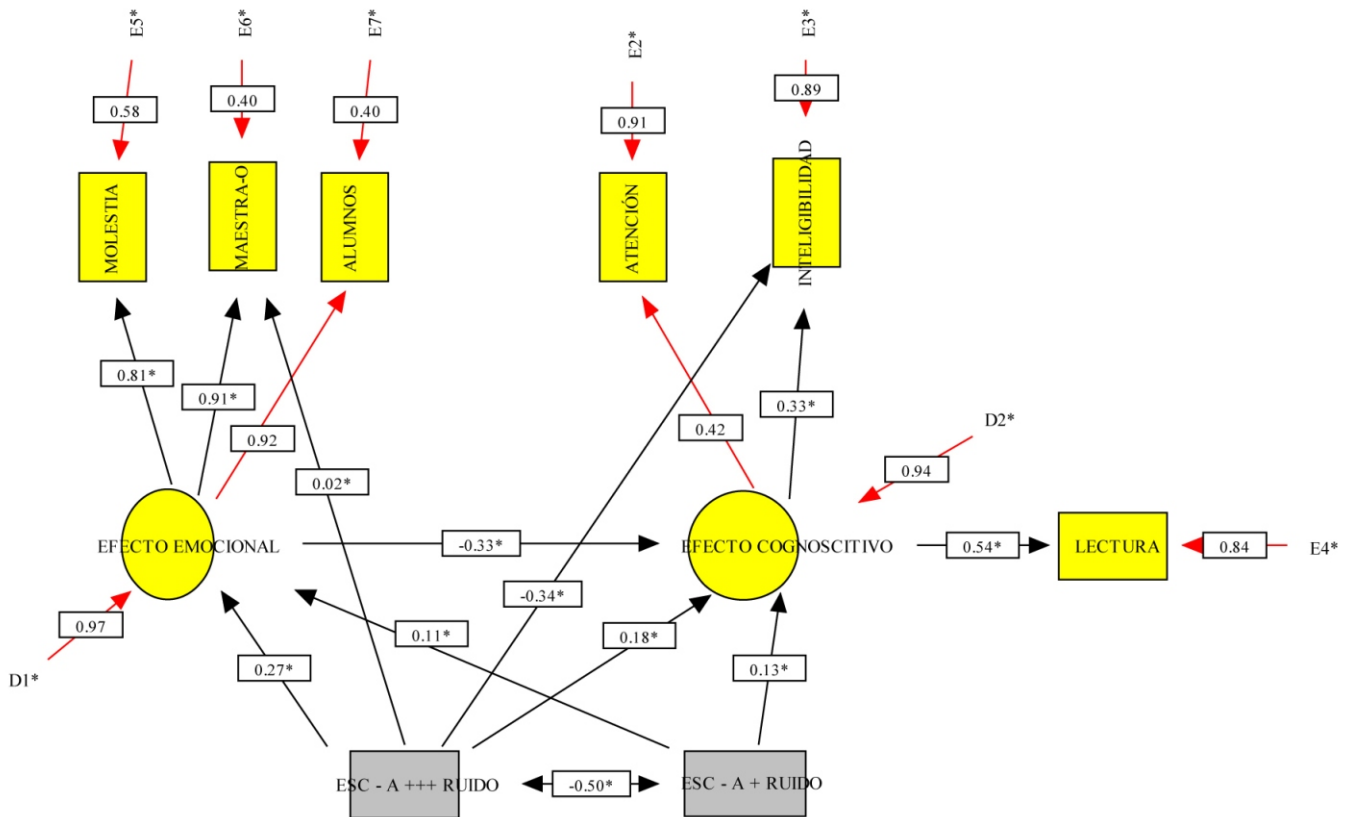 E5*
E6*
E7*
E2*
E3*
0.58
0.40
0.40
0.91
0.89
MOLESTIA
MAESTRA-O
ALUMNOS
ATENCIÓN
INTELIGIBILIDAD
0.81*
0.91*
0.92
0.02*
0.42
0.33*
D2*
0.94
EFECTO EMOCIONAL
-0.33*
EFECTO COGNOSCITIVO
0.54*
LECTURA
0.84
E4*
-0.34*
0.97
D1*
0.27*
0.11*
0.18*
0.13*
ESC - A +++ RUIDO
-0.50*
ESC - A + RUIDO